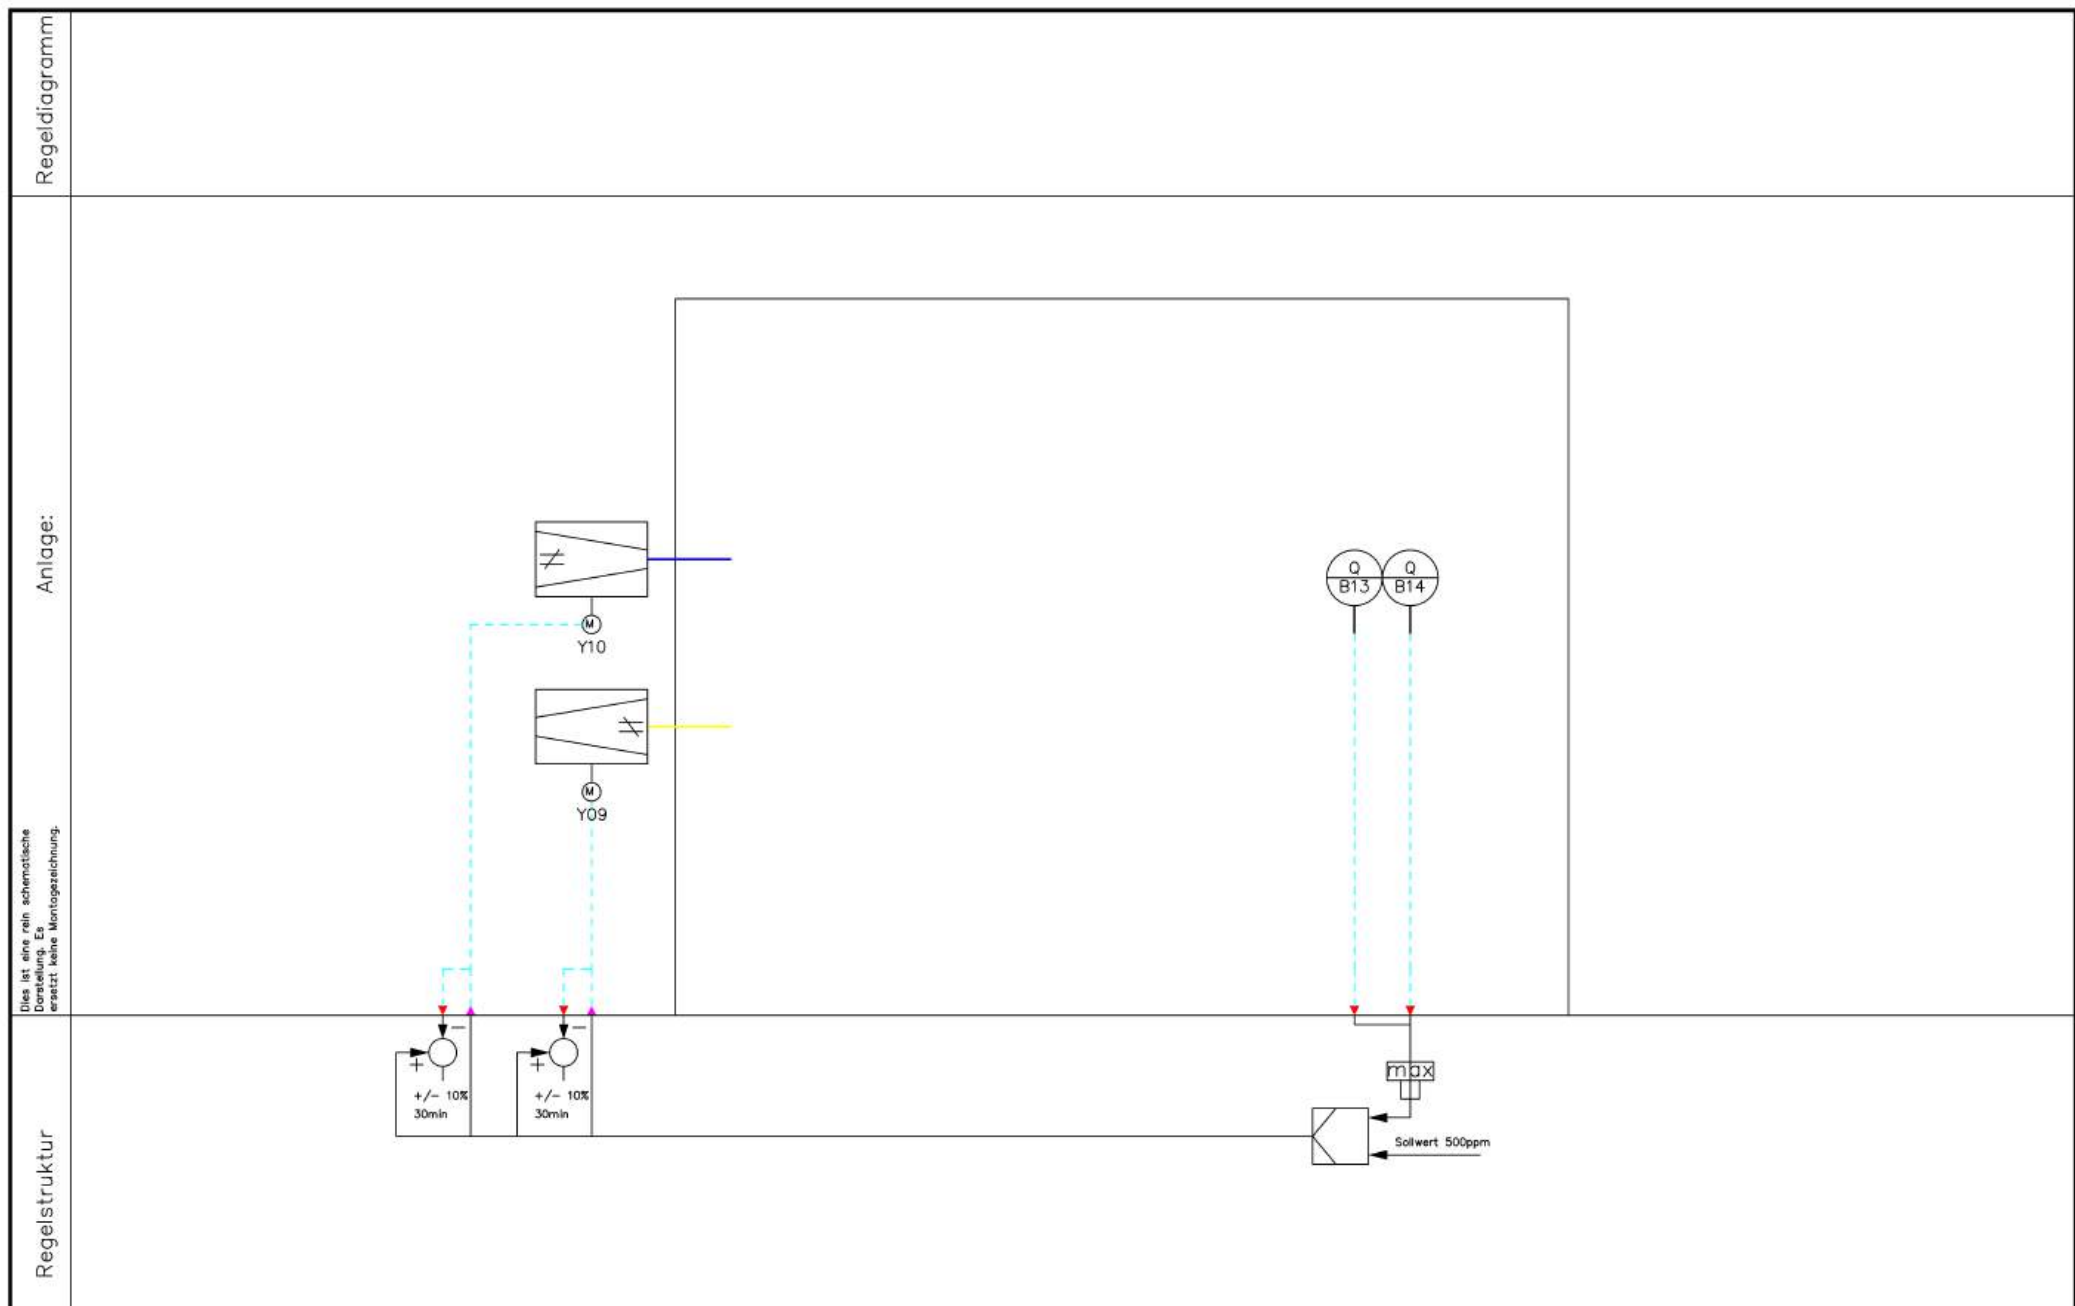 Regeldiagramm
Anlage:
Dies ist eine rein schematische
Darstellung. Es
ersetzt keine Montagezeichnung.
Regelstruktur
M
Y10
M
Y09
Q
B13
Q
B14
−
+
+/− 10%
30min
−
+
+/− 10%
30min
max
Sollwert 500ppm